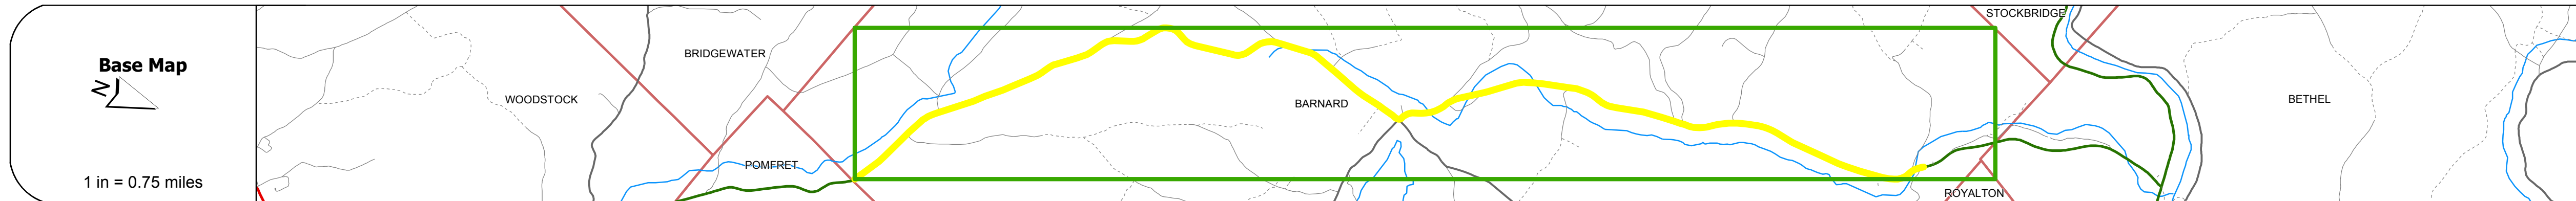 Base Map
N
1 in = 0.75 miles
WOODSTOCK
BRIDGEWATER
POMFRET
BARNARD
STOCKBRIDGE
ROYALTON
BETHEL